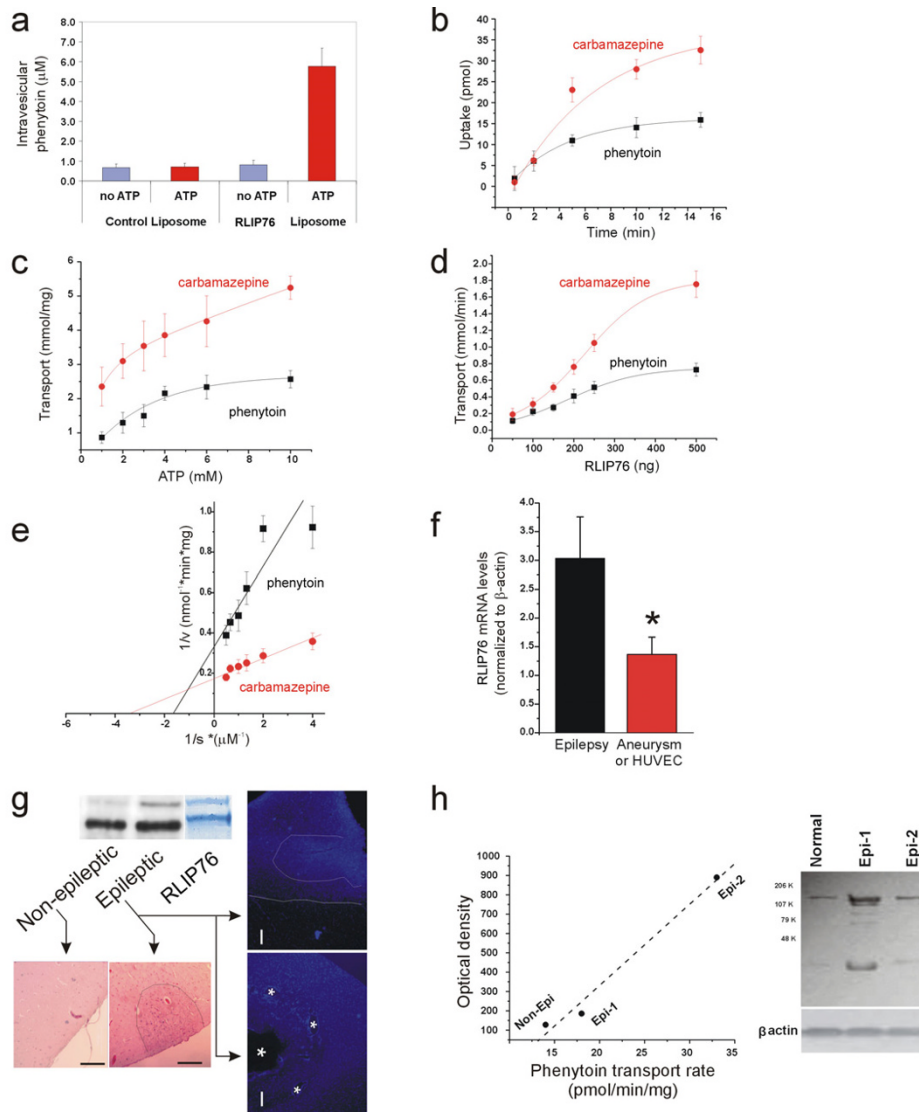 a
Intravesicular
phenytoin (μM)
8.0
7.0
6.0
5.0
4.0
3.0
2.0
1.0
0.0
no ATP
ATP
no ATP
ATP
Control Liposome
RLIP76
Liposome
b
Uptake (pmol)
40
35
30
25
20
15
10
5
0
carbamazepine
phenytoin
0
2
4
6
8
10
12
14
16
Time (min)
c
Transport (mmol/mg)
6
5
4
3
2
1
carbamazepine
phenytoin
0
2
4
6
8
10
ATP (mM)
d
Transport (mmol/min)
2.0
1.8
1.6
1.4
1.2
1.0
0.8
0.6
0.4
0.2
0
carbamazepine
phenytoin
0
100
200
300
400
500
RLIP76 (ng)
e
1/v (nmol⁻¹*min*mg)
1.0
0.8
0.6
0.4
0.2
phenytoin
carbamazepine
-6
-4
-2
0
2
4
1/s *(μM⁻¹)
f
RLIP76 mRNA levels
(normalized to β-actin)
4.0
3.5
3.0
2.5
2.0
1.5
1.0
0.5
0.0
*
Epilepsy
Aneurysm
or HUVEC
g
Non-epileptic
Epileptic
RLIP76
*
*
*
*
h
Optical density
1000
900
800
700
600
500
400
300
200
100
Non-Epi
Epi-1
Epi-2
15
20
25
30
35
Phenytoin transport rate
(pmol/min/mg)
Normal
Epi-1
Epi-2
206 K
107 K
79 K
48 K
βactin